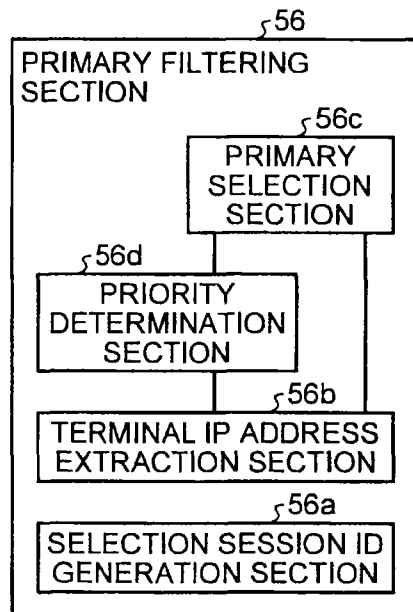 56
PRIMARY FILTERING
SECTION
56c
PRIMARY
SELECTION
SECTION
56d
PRIORITY
DETERMINATION
SECTION
56b
TERMINAL IP ADDRESS
EXTRACTION SECTION
56a
SELECTION SESSION ID
GENERATION SECTION